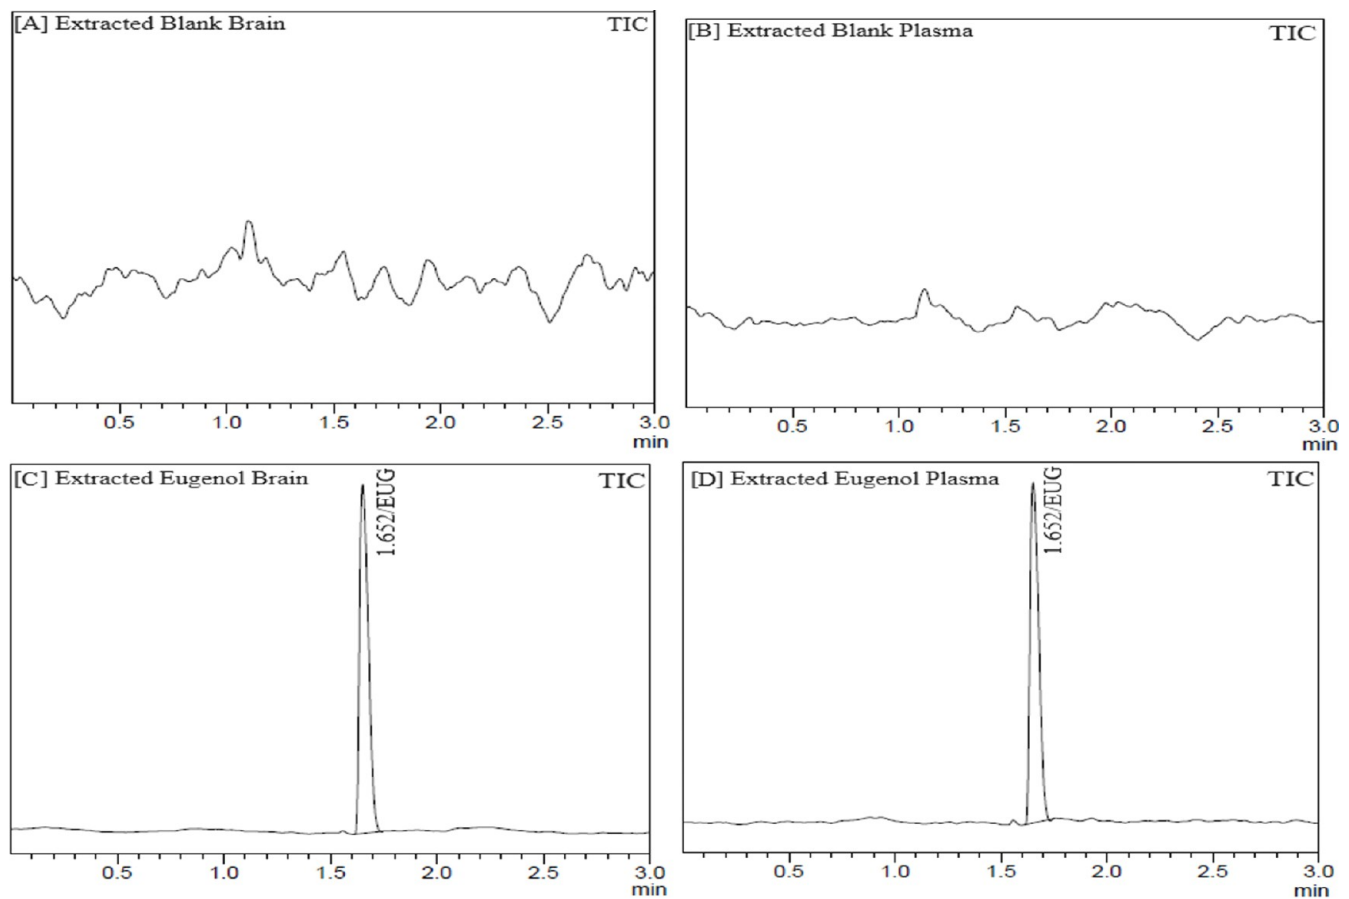 [A] Extracted Blank Brain TIC
0.5 1.0 1.5 2.0 2.5 3.0
min
[B] Extracted Blank Plasma TIC
0.5 1.0 1.5 2.0 2.5 3.0
min
[C] Extracted Eugenol Brain TIC
1.652/EUG
0.5 1.0 1.5 2.0 2.5 3.0
min
[D] Extracted Eugenol Plasma TIC
1.652/EUG
0.5 1.0 1.5 2.0 2.5 3.0
min